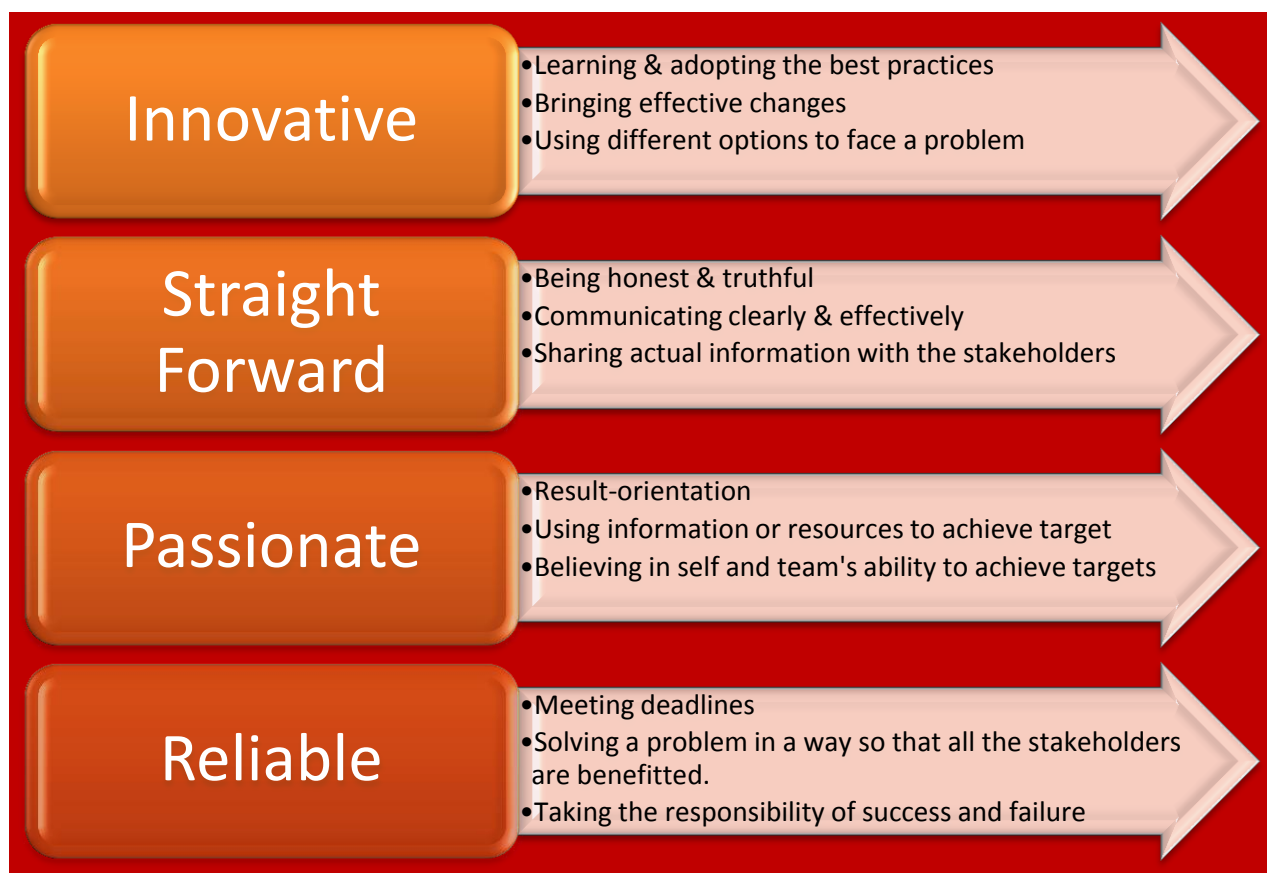 Innovative
•Learning & adopting the best practices
•Bringing effective changes
•Using different options to face a problem
Straight
Forward
•Being honest & truthful
•Communicating clearly & effectively
•Sharing actual information with the stakeholders
Passionate
•Result-orientation
•Using information or resources to achieve target
•Believing in self and team's ability to achieve targets
Reliable
•Meeting deadlines
•Solving a problem in a way so that all the stakeholders
are benefitted.
•Taking the responsibility of success and failure